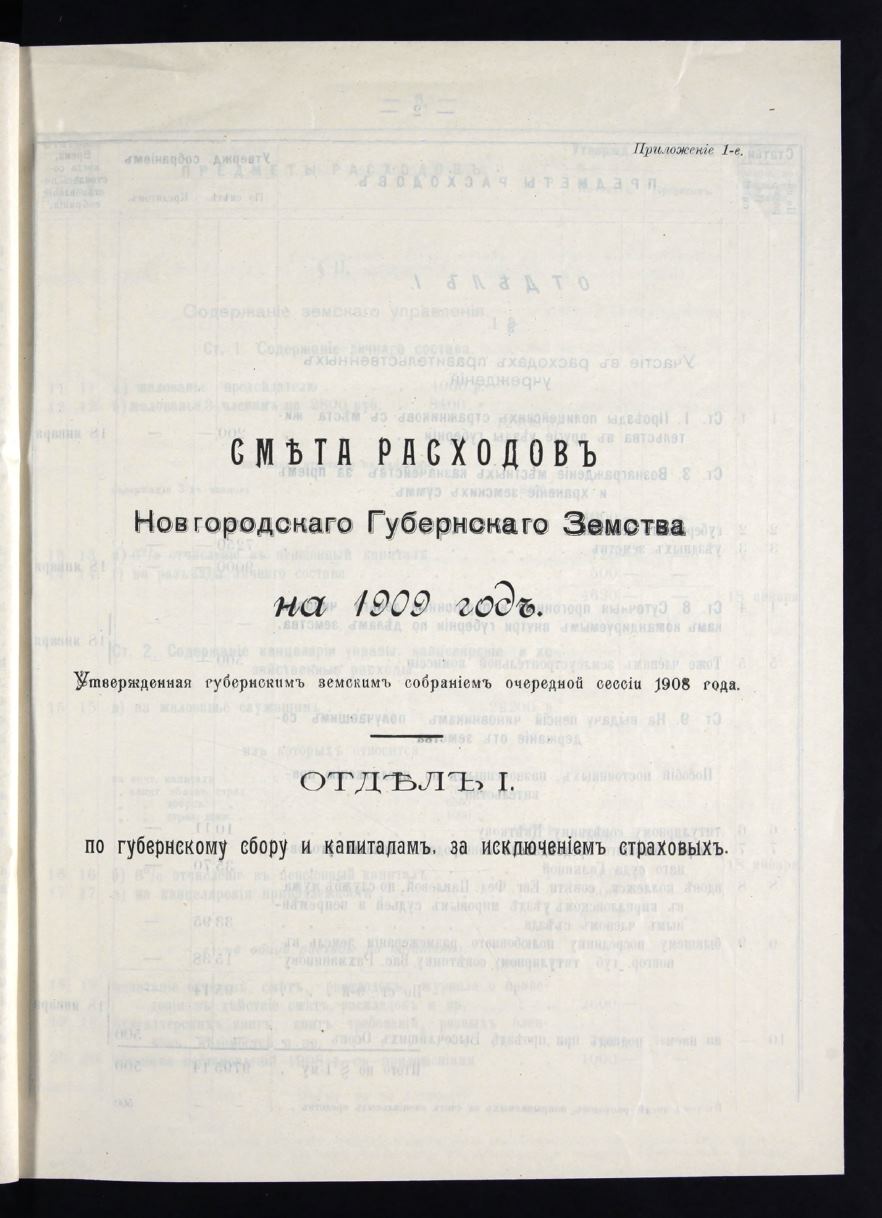 Приложеніе 1-е.
СМѢТА РАСХОДОВЪ
Новгородскаго Губернскаго Земства
на 1909 годъ.
Утвержденная губернскимъ земскимъ собраніемъ очередной сессіи 1908 года.
ОТДѢЛЪ I.
по губернскому сбору и капиталамъ. за исключеніемъ страховыхъ.